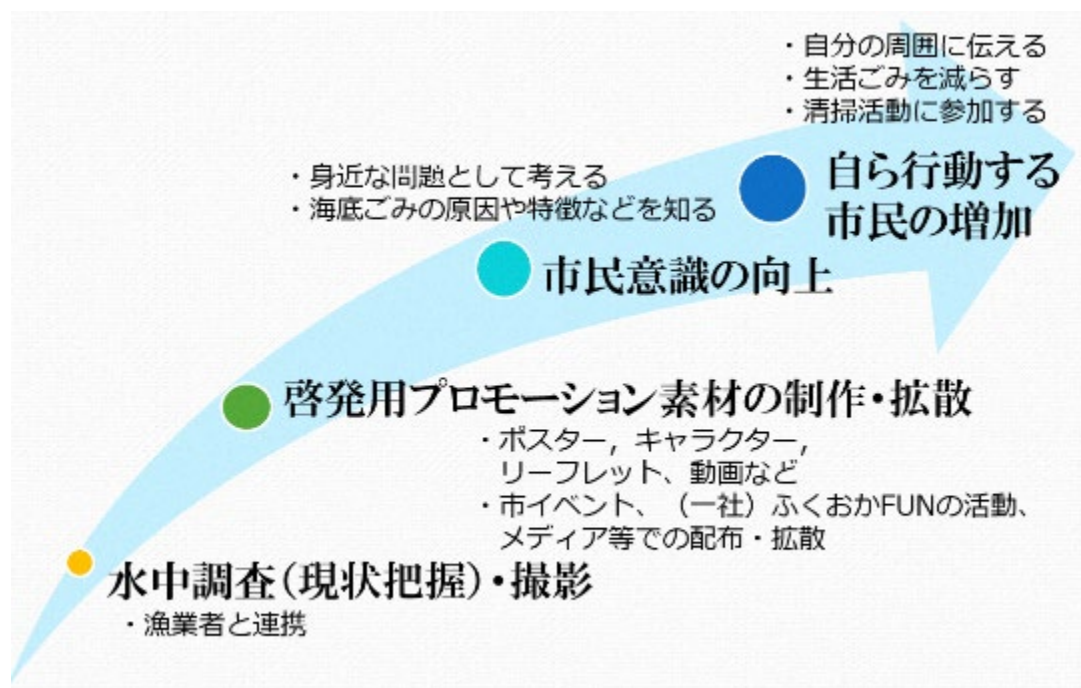 ・自分の周囲に伝える
・生活ごみを減らす
・清掃活動に参加する
自ら行動する
市民の増加
・身近な問題として考える
・海底ごみの原因や特徴などを知る
市民意識の向上
啓発用プロモーション素材の制作・拡散
・ポスター，キャラクター，
リーフレット、動画など
・市イベント、（一社）ふくおかFUNの活動、
メディア等での配布・拡散
水中調査（現状把握）・撮影
・漁業者と連携